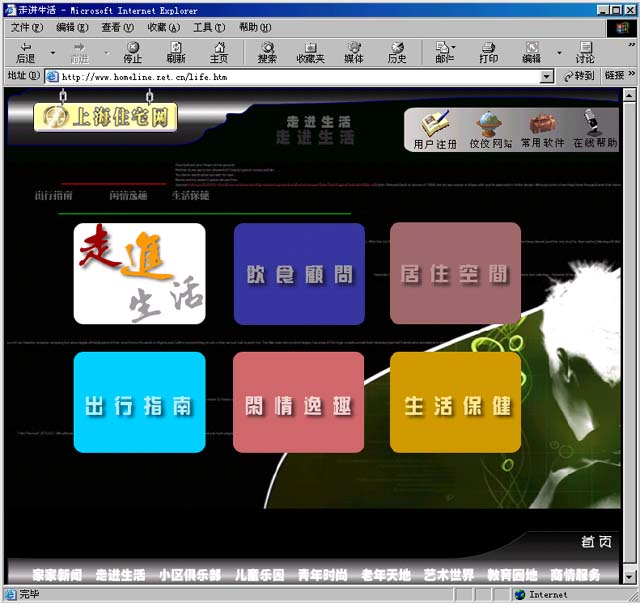 走进生活 - Microsoft Internet Explorer
文件(F) 编辑(E) 查看(V) 收藏(A) 工具(T) 帮助(H)
后退 前进 停止 刷新 主页 搜索 收藏夹 媒体 历史 邮件 打印 编辑 讨论
地址(D) http://www.homeline.net.cn/life.htm 转到 链接
上海住宅网
走进生活
走进生活
用户注册 仪仪网站 常用软件 在线帮助
出行指南 闲情逸趣 生活保健
走進生活 飲食顧問 居住空間
出行指南 閑情逸趣 生活保健
首页
家家新闻 走进生活 小区俱乐部 儿童乐园 青年时尚 老年天地 艺术世界 教育园地 商情服务
完毕 Internet